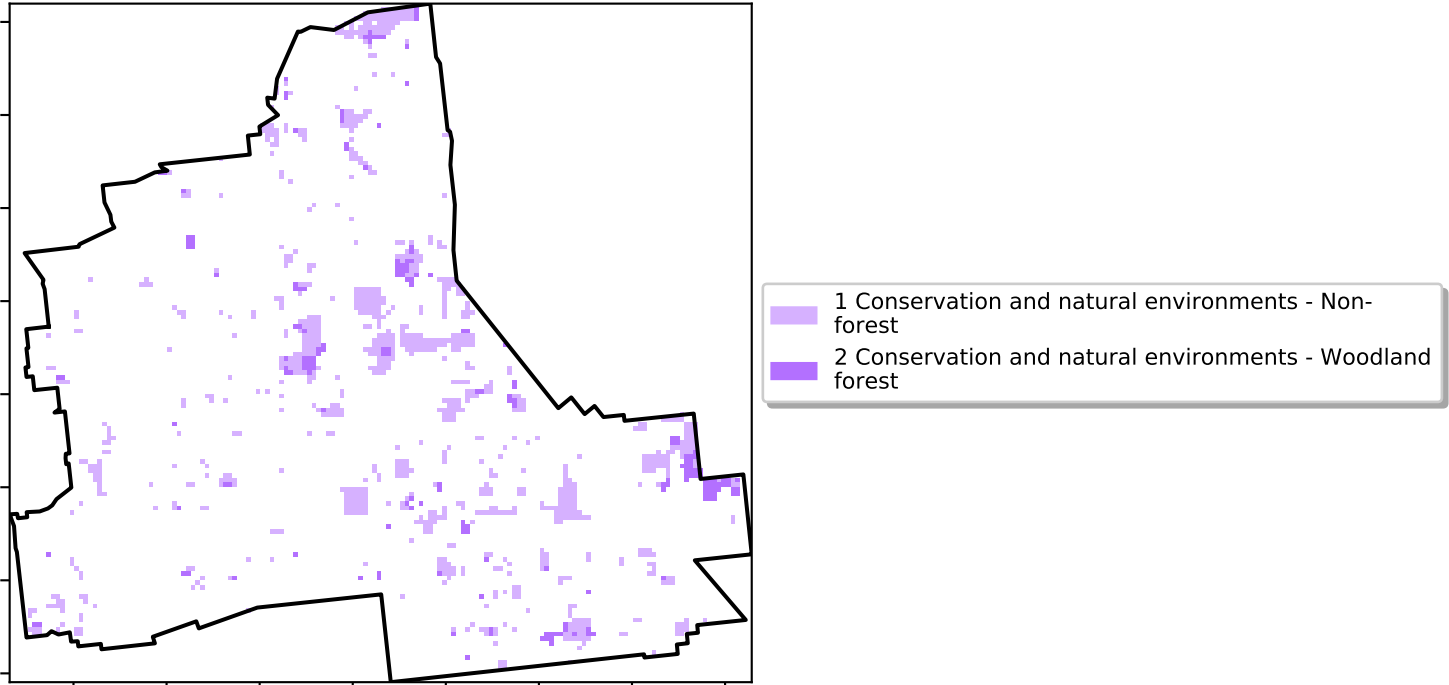 1 Conservation and natural environments - Non-
forest
2 Conservation and natural environments - Woodland
forest